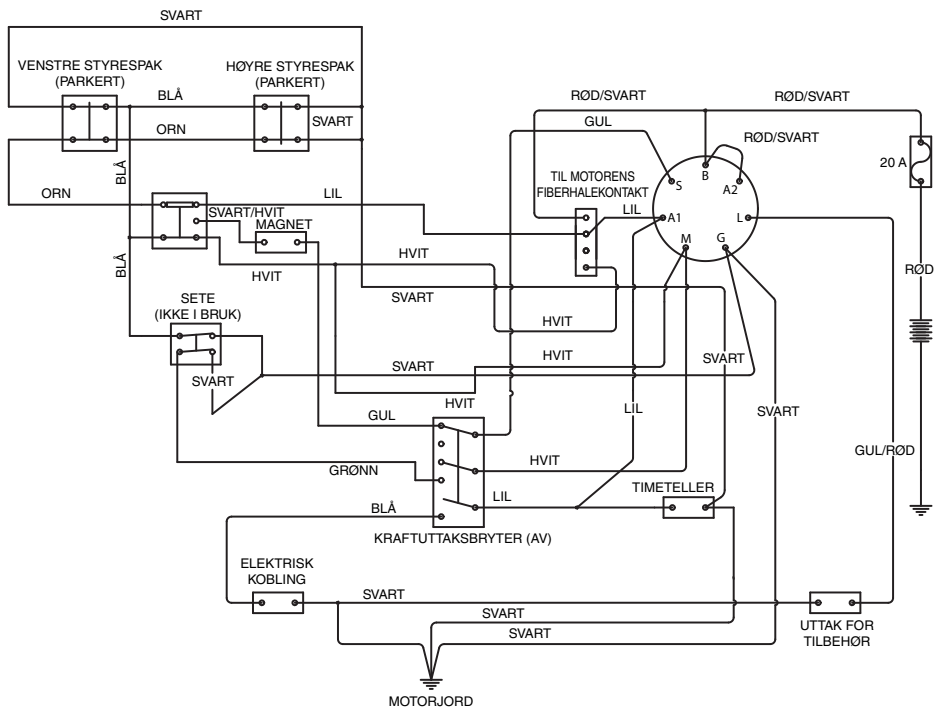 SVART
VENSTRE STYRESPAK
(PARKERT)
HØYRE STYRESPAK
(PARKERT)
BLÅ
SVART
ORN
RØD/SVART
RØD/SVART
GUL
RØD/SVART
20 A
BLÅ
B
S
A2
TIL MOTORENS
FIBERHALEKONTAKT
ORN
LIL
SVART/HVIT
MAGNET
LIL
A1
L
M
G
BLÅ
HVIT
HVIT
RØD
SETE
(IKKE I BRUK)
SVART
HVIT
HVIT
SVART
SVART
SVART
HVIT
GUL
LIL
SVART
GUL/RØD
GRØNN
HVIT
BLÅ
LIL
TIMETELLER
KRAFTUTTAKSBRYTER (AV)
ELEKTRISK
KOBLING
SVART
SVART
SVART
UTTAK FOR
TILBEHØR
MOTORJORD